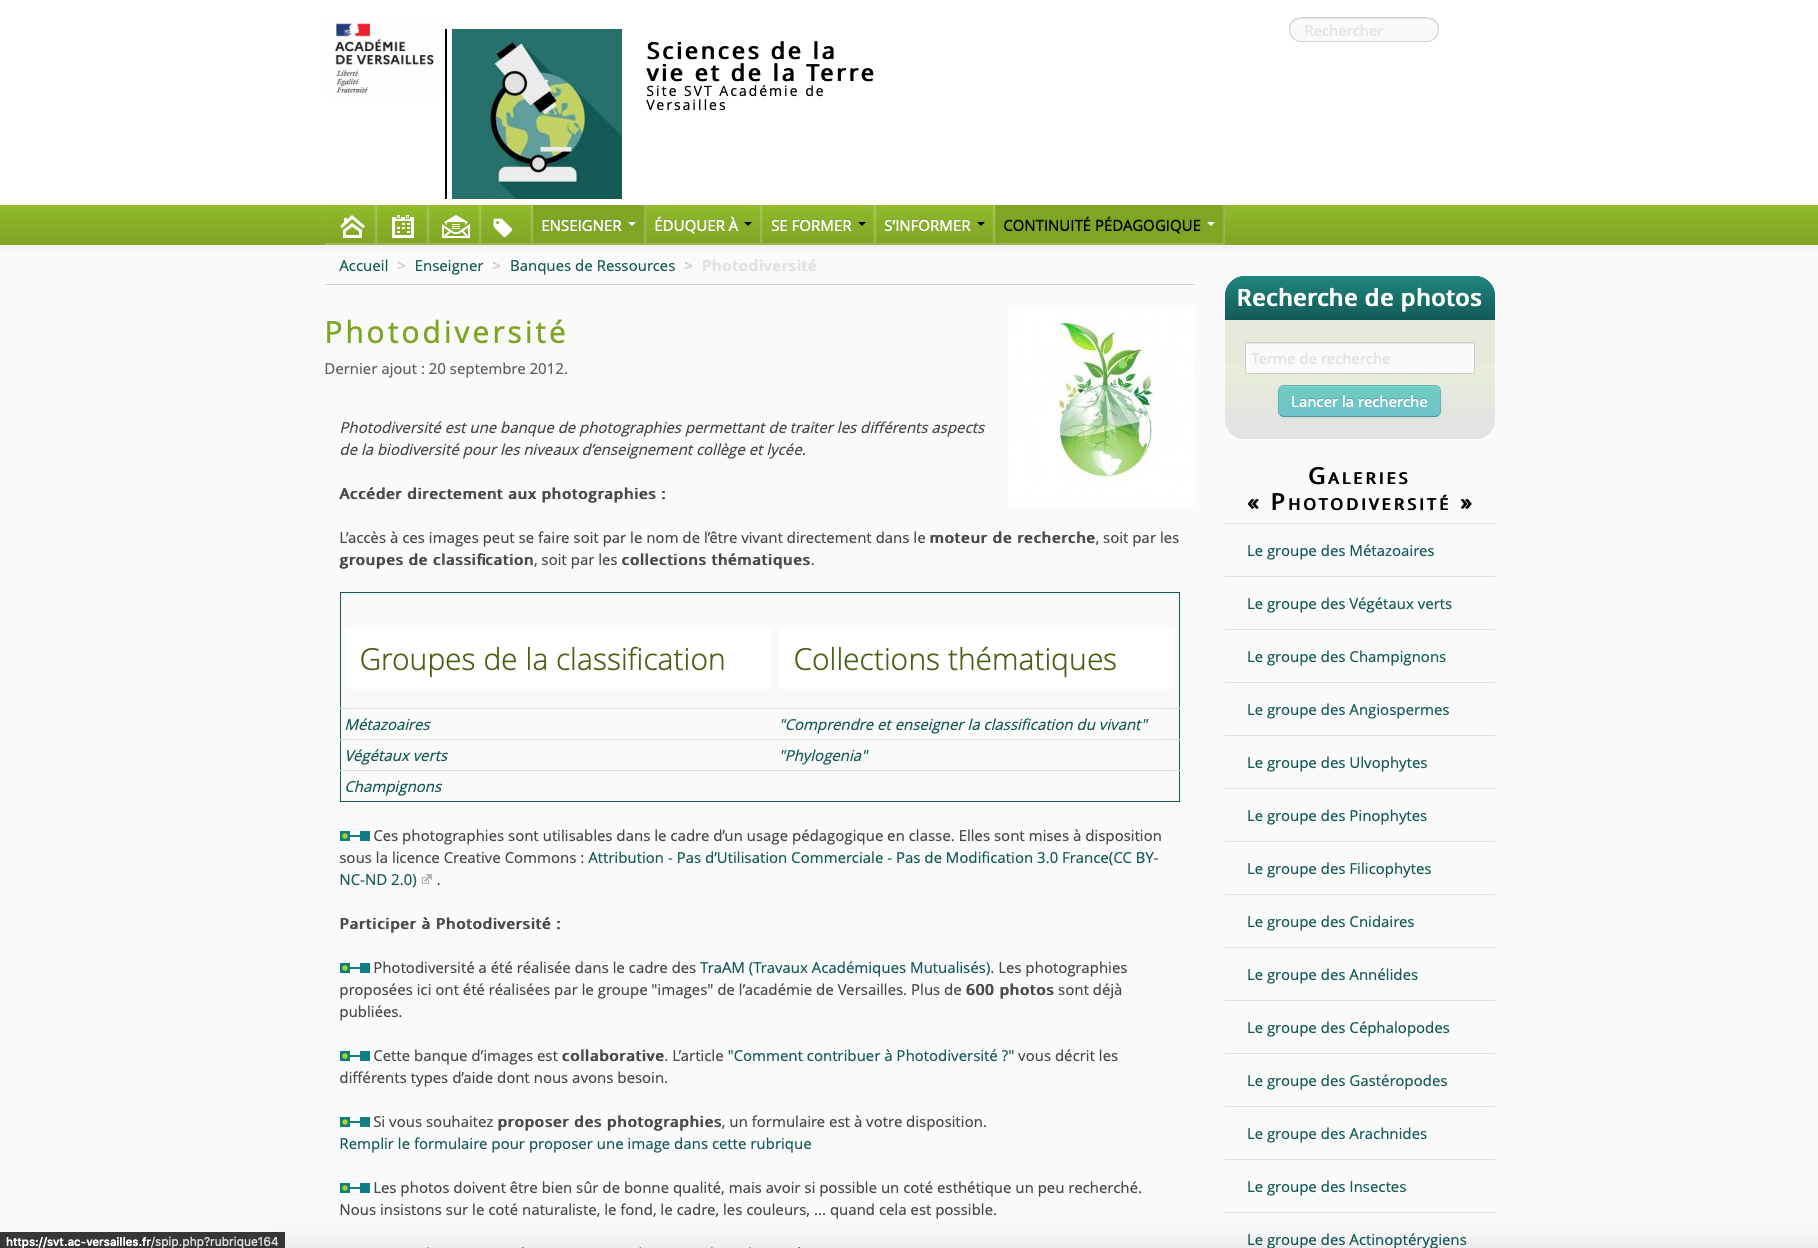 ACADÉMIE
DE VERSAILLES
Liberté
Égalité
Fraternité
Sciences de la
vie et de la Terre
Site SVT Académie de
Versailles
Rechercher
ENSEIGNER
ÉDUQUER À
SE FORMER
S'INFORMER
CONTINUITÉ PÉDAGOGIQUE
Accueil > Enseigner > Banques de Ressources > Photodiversité
Photodiversité
Dernier ajout : 20 septembre 2012.
Photodiversité est une banque de photographies permettant de traiter les différents aspects
de la biodiversité pour les niveaux d’enseignement collège et lycée.
Accéder directement aux photographies :
L’accès à ces images peut se faire soit par le nom de l’être vivant directement dans le moteur de recherche, soit par les
groupes de classification, soit par les collections thématiques.
Groupes de la classification
Collections thématiques
Métazoaires
"Comprendre et enseigner la classification du vivant"
Végétaux verts
"Phylogenia"
Champignons
Ces photographies sont utilisables dans le cadre d’un usage pédagogique en classe. Elles sont mises à disposition
sous la licence Creative Commons : Attribution - Pas d’Utilisation Commerciale - Pas de Modification 3.0 France(CC BY-
NC-ND 2.0) .
Participer à Photodiversité :
Photodiversité a été réalisée dans le cadre des TraAM (Travaux Académiques Mutualisés). Les photographies
proposées ici ont été réalisées par le groupe "images" de l’académie de Versailles. Plus de 600 photos sont déjà
publiées.
Cette banque d’images est collaborative. L’article "Comment contribuer à Photodiversité ?" vous décrit les
différents types d’aide dont nous avons besoin.
Si vous souhaitez proposer des photographies, un formulaire est à votre disposition.
Remplir le formulaire pour proposer une image dans cette rubrique
Les photos doivent être bien sûr de bonne qualité, mais avoir si possible un coté esthétique un peu recherché.
Nous insistons sur le coté naturaliste, le fond, le cadre, les couleurs, ... quand cela est possible.
Recherche de photos
Terme de recherche
Lancer la recherche
Galeries
« Photodiversité »
Le groupe des Métazoaires
Le groupe des Végétaux verts
Le groupe des Champignons
Le groupe des Angiospermes
Le groupe des Ulvophytes
Le groupe des Pinophytes
Le groupe des Filicophytes
Le groupe des Cnidaires
Le groupe des Annélides
Le groupe des Céphalopodes
Le groupe des Gastéropodes
Le groupe des Arachnides
Le groupe des Insectes
Le groupe des Actinoptérygiens
https://svt.ac-versailles.fr/spip.php?rubrique164